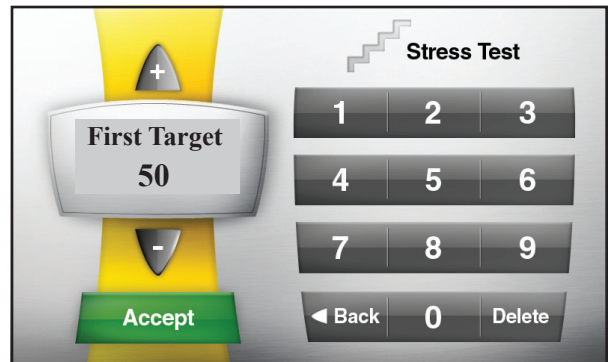 Stress Test
+
First Target
50
-
Accept
1 2 3
4 5 6
7 8 9
◀ Back 0 Delete